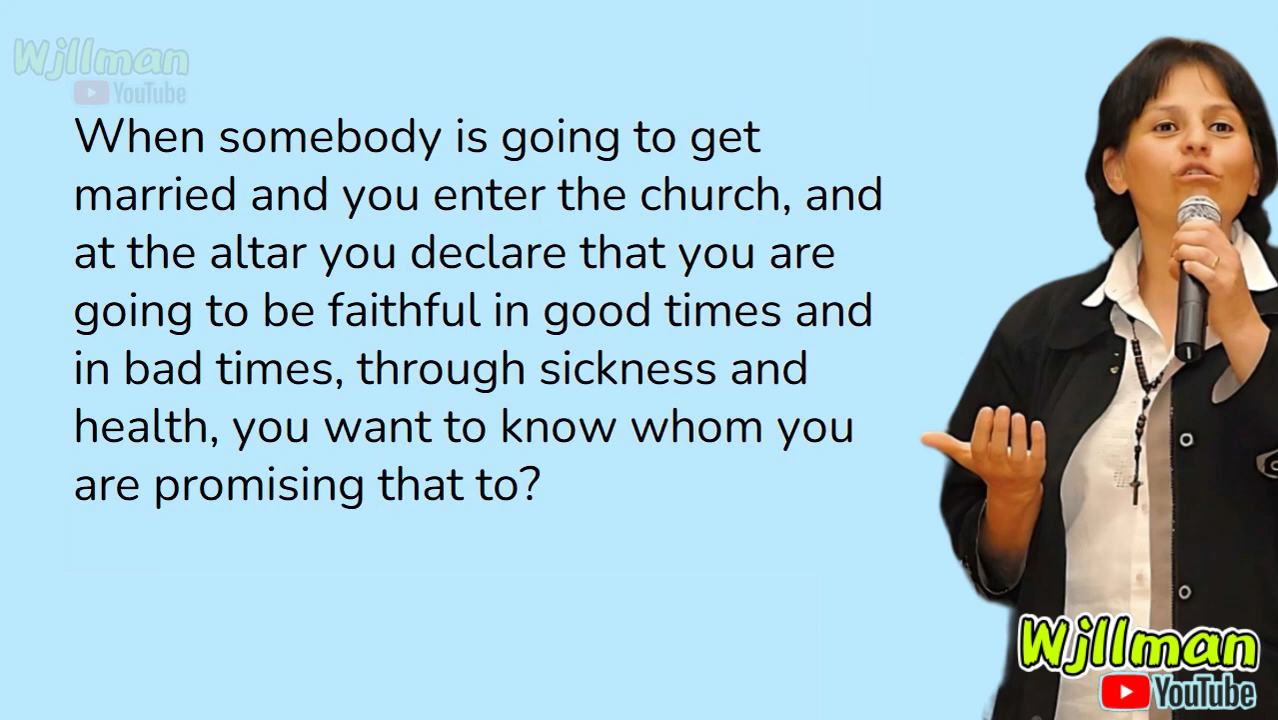 Wjllman
YouTube
When somebody is going to get
married and you enter the church, and
at the altar you declare that you are
going to be faithful in good times and
in bad times, through sickness and
health, you want to know whom you
are promising that to?
Wjllman
YouTube